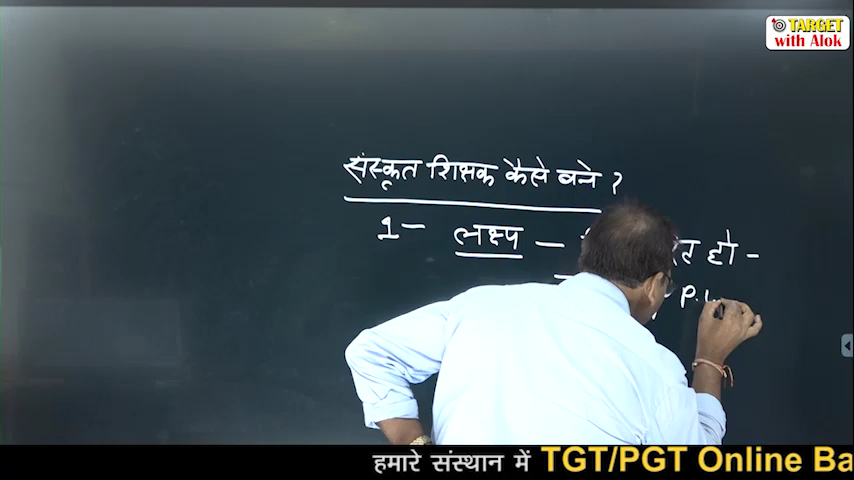 TARGET
with Alok
संस्कृत शिक्षक कैसे बने ?
1- लक्ष्य - हो -
P.
हमारे संस्थान में TGT/PGT Online Ba